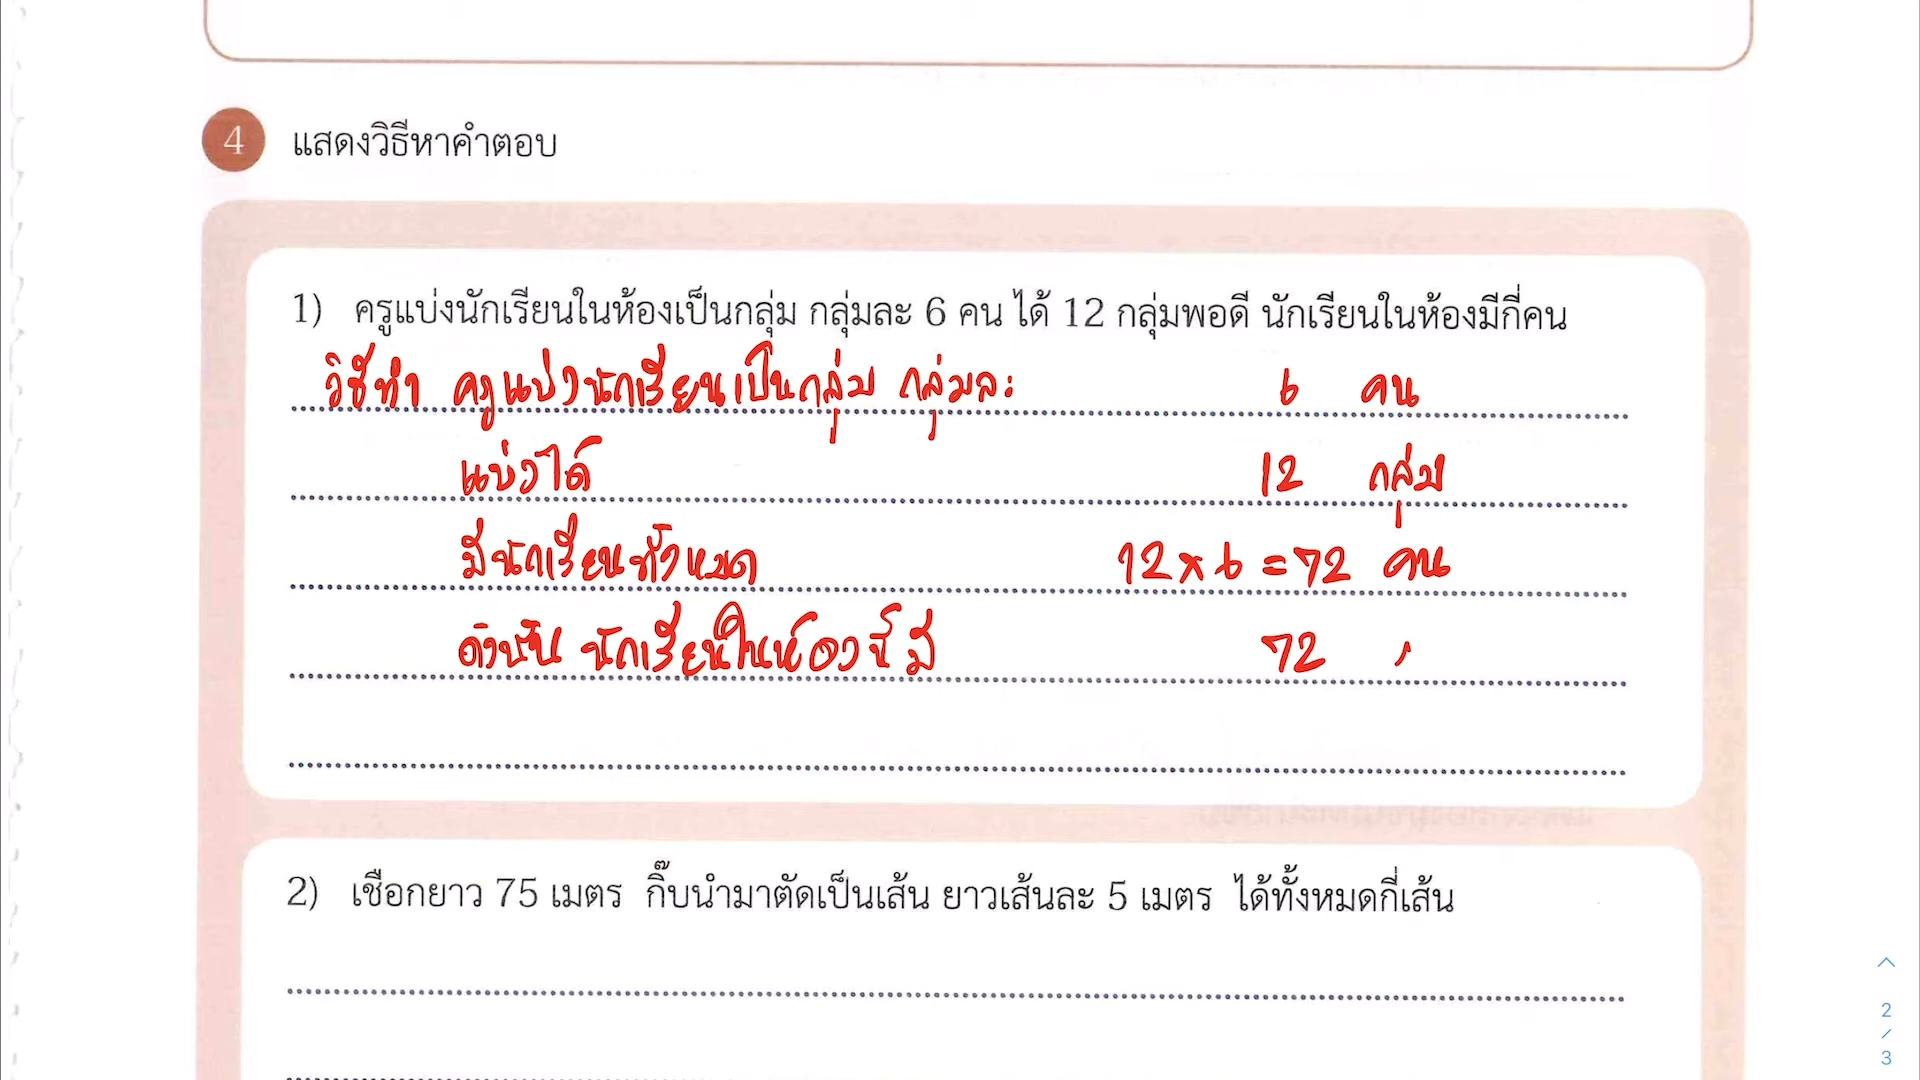 4 แสดงวิธีหาคำตอบ
1) ครูแบ่งนักเรียนในห้องเป็นกลุ่ม กลุ่มละ 6 คน ได้ 12 กลุ่มพอดี นักเรียนในห้องมีกี่คน
วิธีทำ ครูแบ่งนักเรียนเป็นกลุ่ม กลุ่มละ 6 คน
แบ่งได้ 12 กลุ่ม
มีนักเรียนทั้งหมด 12 × 6 = 72 คน
ดังนั้น นักเรียนในห้องนี้มี 72
2) เชือกยาว 75 เมตร กิ๊บนำมาตัดเป็นเส้น ยาวเส้นละ 5 เมตร ได้ทั้งหมดกี่เส้น
2
/
3